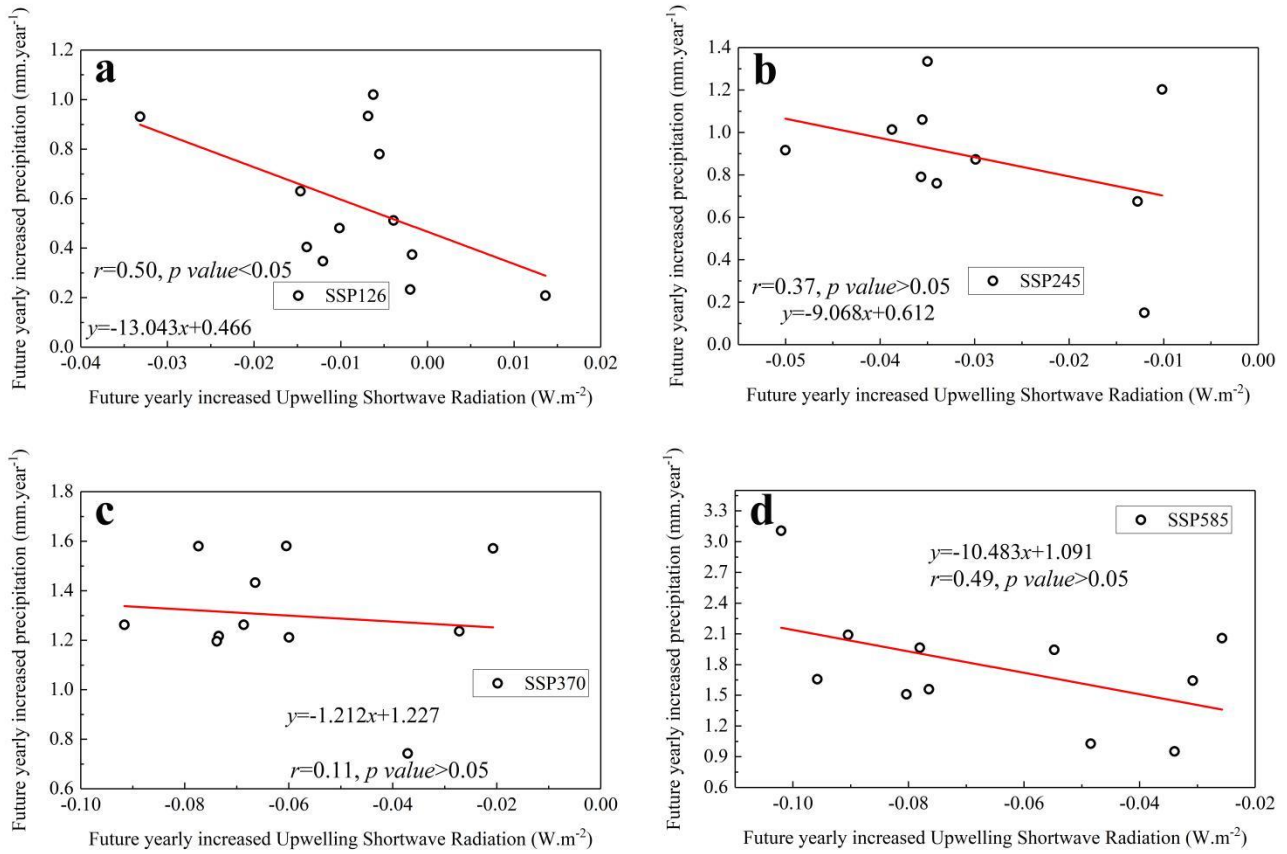 a
Future yearly increased precipitation (mm.year⁻¹)
1.2
1.0
0.8
0.6
0.4
0.2
0.0
r=0.50, p value<0.05
SSP126
y=-13.043x+0.466
-0.04 -0.03 -0.02 -0.01 0.00 0.01 0.02
Future yearly increased Upwelling Shortwave Radiation (W.m⁻²)
b
Future yearly increased precipitation (mm.year⁻¹)
1.4
1.2
1.0
0.8
0.6
0.4
0.2
0.0
r=0.37, p value>0.05
SSP245
y=-9.068x+0.612
-0.05 -0.04 -0.03 -0.02 -0.01 0.00
Future yearly increased Upwelling Shortwave Radiation (W.m⁻²)
c
Future yearly increased precipitation (mm.year⁻¹)
1.8
1.6
1.4
1.2
1.0
0.8
0.6
SSP370
y=-1.212x+1.227
r=0.11, p value>0.05
-0.10 -0.08 -0.06 -0.04 -0.02 0.00
Future yearly increased Upwelling Shortwave Radiation (W.m⁻²)
d
Future yearly increased precipitation (mm.year⁻¹)
3.3
3.0
2.7
2.4
2.1
1.8
1.5
1.2
0.9
0.6
SSP585
y=-10.483x+1.091
r=0.49, p value>0.05
-0.10 -0.08 -0.06 -0.04 -0.02
Future yearly increased Upwelling Shortwave Radiation (W.m⁻²)